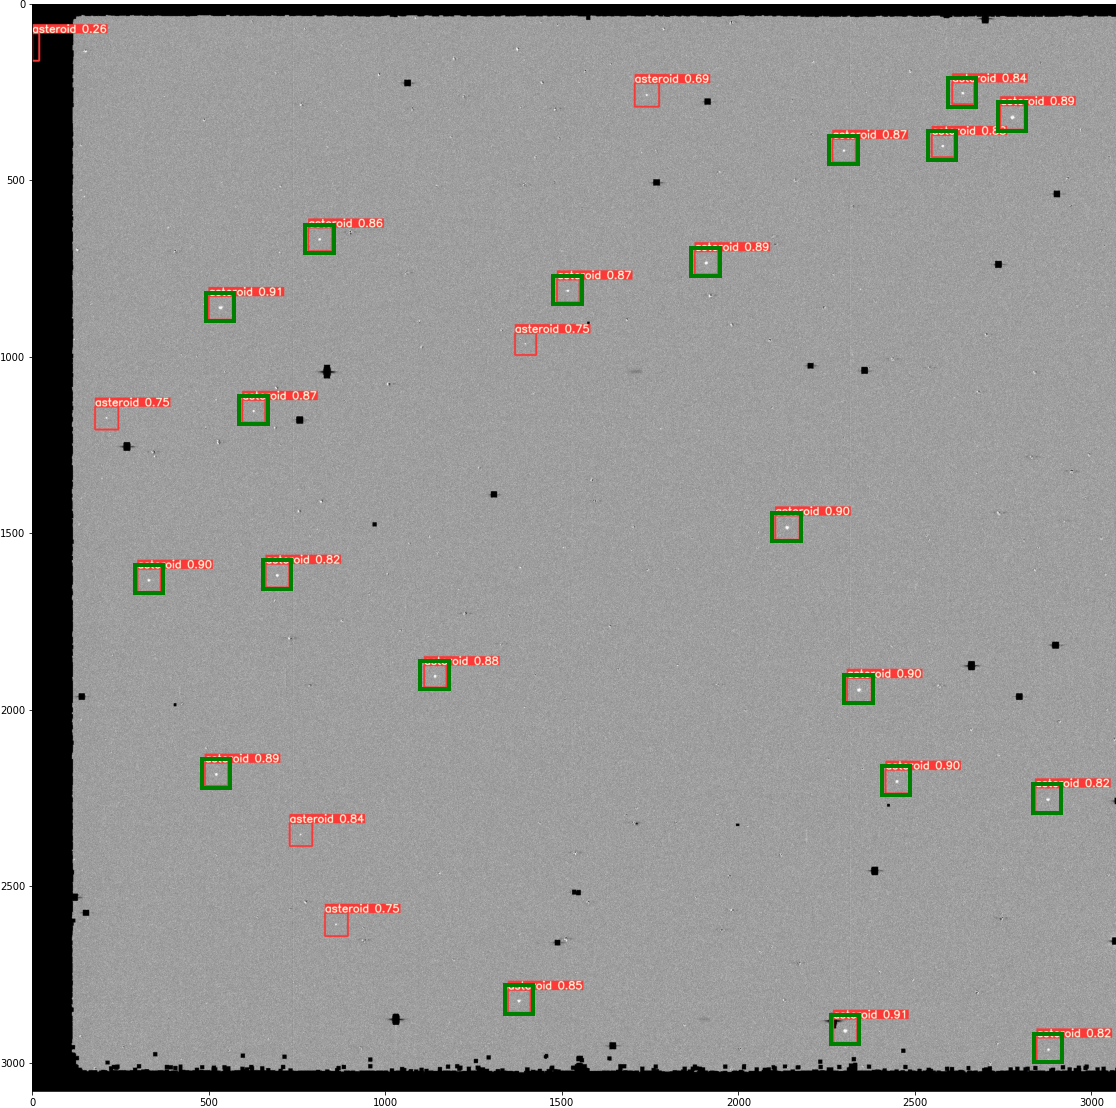 0
asteroid 0.26
asteroid 0.69
asteroid 0.84
asteroid 0.89
asteroid 0.87
500
asteroid 0.86
asteroid 0.89
asteroid 0.87
asteroid 0.91
asteroid 0.75
1000
asteroid 0.87
asteroid 0.75
asteroid 0.90
1500
asteroid 0.82
asteroid 0.90
asteroid 0.88
asteroid 0.90
2000
asteroid 0.89
asteroid 0.90
asteroid 0.82
asteroid 0.84
2500
asteroid 0.75
asteroid 0.85
asteroid 0.91
asteroid 0.82
3000
0 500 1000 1500 2000 2500 3000